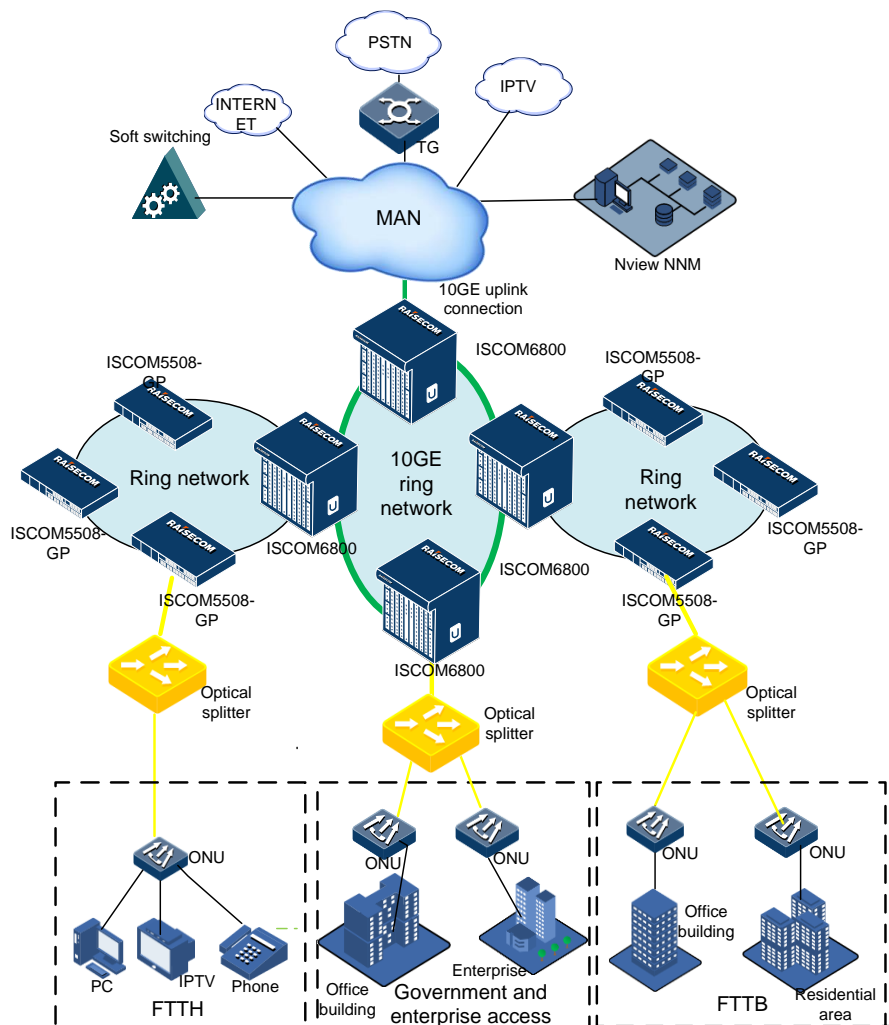 PSTN
IPTV
INTERN
ET
Soft switching
TG
MAN
Nview NNM
10GE uplink
connection
RAISECOM
ISCOM6800
ISCOM5508-
GP
RAISECOM
ISCOM5508-
GP
RAISECOM
RAISECOM
RAISECOM
RAISECOM
RAISECOM
Ring network
10GE
ring
network
Ring
network
ISCOM5508-
GP
RAISECOM
ISCOM6800
RAISECOM
ISCOM5508-
GP
RAISECOM
ISCOM6800
ISCOM5508-
GP
ISCOM5508-
GP
ISCOM6800
Optical
splitter
Optical
splitter
Optical
splitter
ONU
ONU
ONU
ONU
ONU
PC
IPTV
Phone
FTTH
Office
building
Enterprise
Government and
enterprise access
Office
building
Residential
area
FTTB